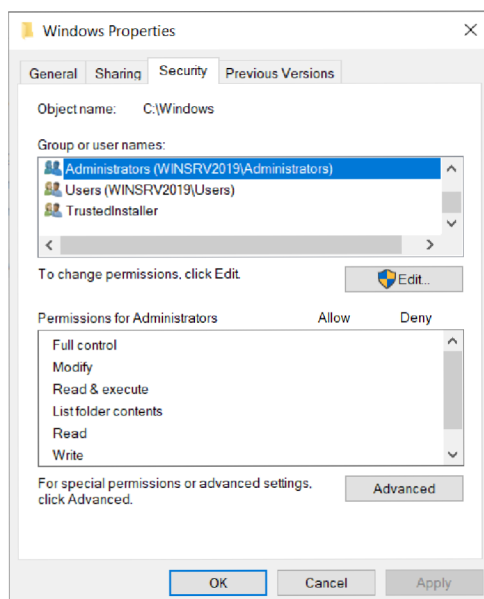 Windows Properties
General Sharing Security Previous Versions
Object name: C:\Windows
Group or user names:
Administrators (WINSRV2019\Administrators)
Users (WINSRV2019\Users)
TrustedInstaller
To change permissions, click Edit.
Edit...
Permissions for Administrators Allow Deny
Full control
Modify
Read & execute
List folder contents
Read
Write
For special permissions or advanced settings,
click Advanced.
Advanced
OK Cancel Apply